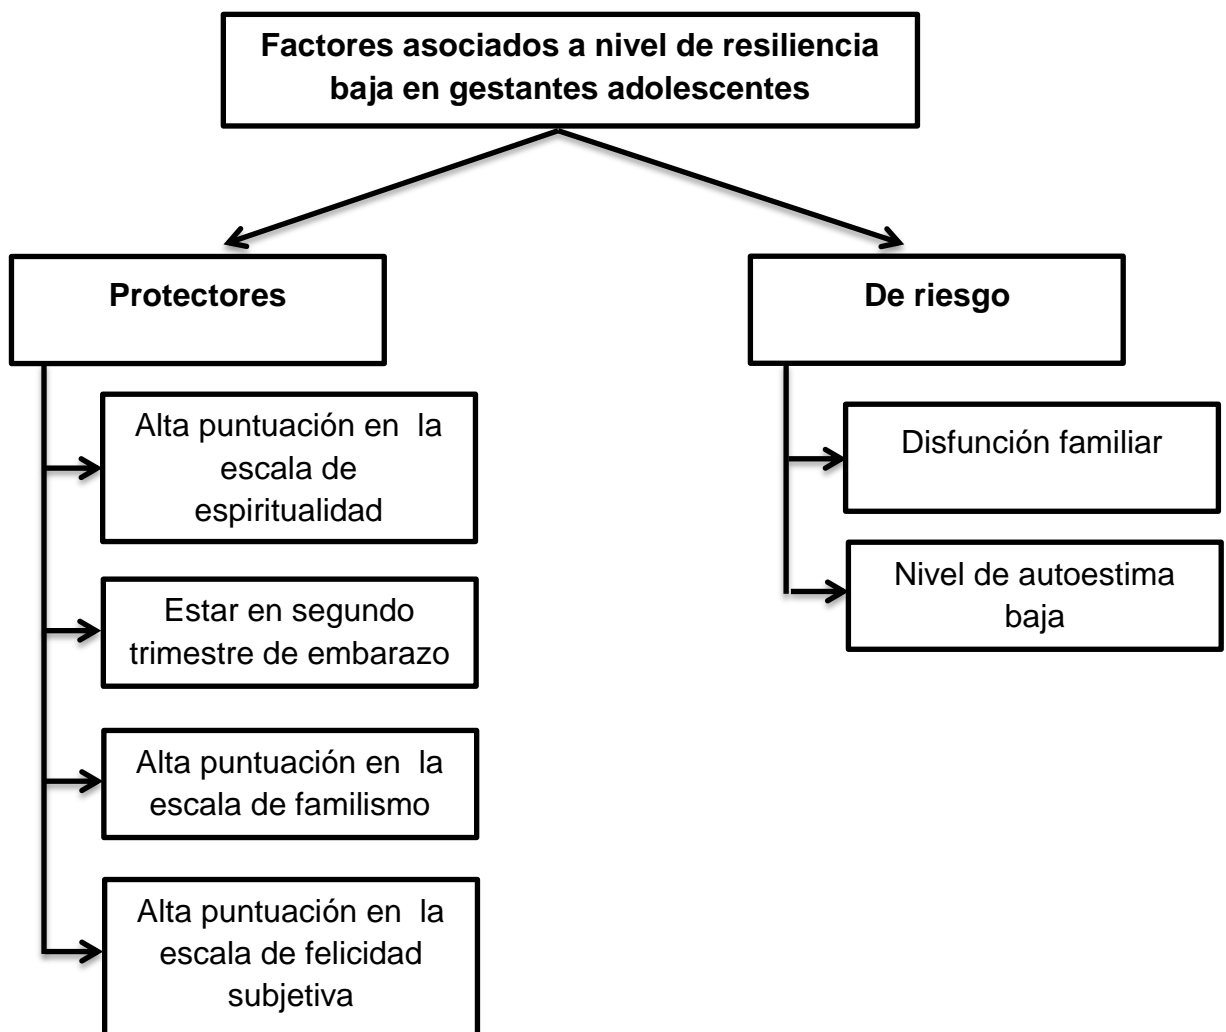 Factores asociados a nivel de resiliencia
baja en gestantes adolescentes
Protectores
De riesgo
Alta puntuación en la
escala de
espiritualidad
Estar en segundo
trimestre de embarazo
Alta puntuación en la
escala de familismo
Alta puntuación en la
escala de felicidad
subjetiva
Disfunción familiar
Nivel de autoestima
baja